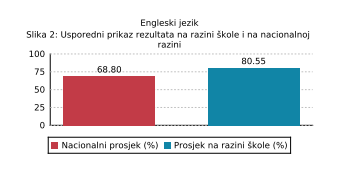 Engleski jezik
Slika 2: Usporedni prikaz rezultata na razini škole i na nacionalnoj
razini
100
75
50
25
0
68.80
80.55
Nacionalni prosjek (%) Prosjek na razini škole (%)